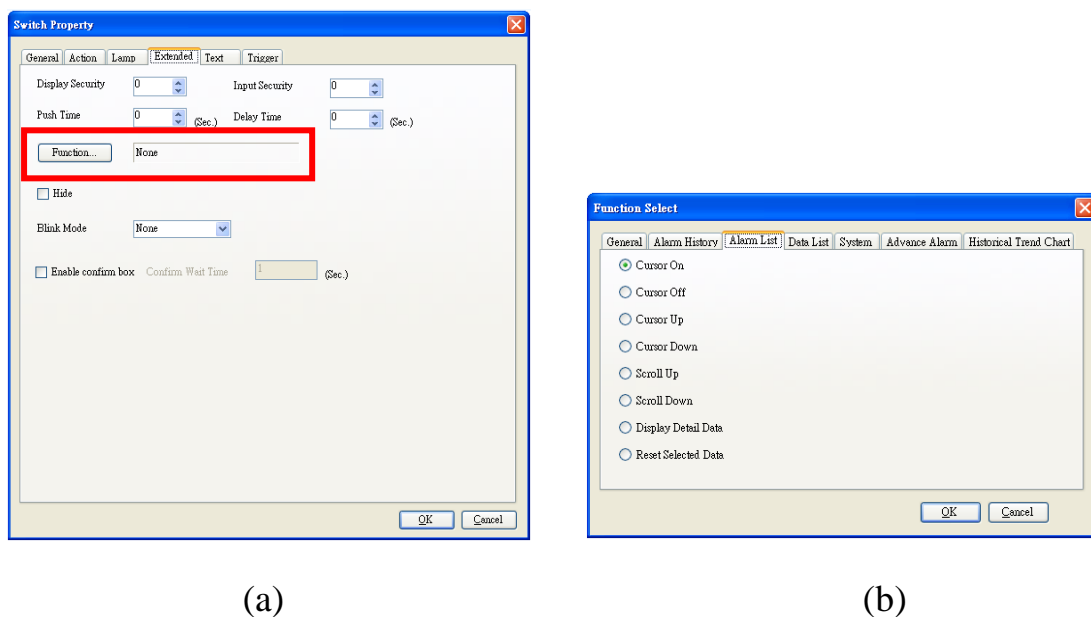 Switch Property
General Action Lamp Extended Text Trigger
Display Security 0 Input Security 0
Push Time 0 (Sec.) Delay Time 0 (Sec.)
Function... None
Hide
Blink Mode None
Enable confirm box Confirm Wait Time 1 (Sec.)
OK Cancel
(a)
Function Select
General Alarm History Alarm List Data List System Advance Alarm Historical Trend Chart
Cursor On
Cursor Off
Cursor Up
Cursor Down
Scroll Up
Scroll Down
Display Detail Data
Reset Selected Data
OK Cancel
(b)